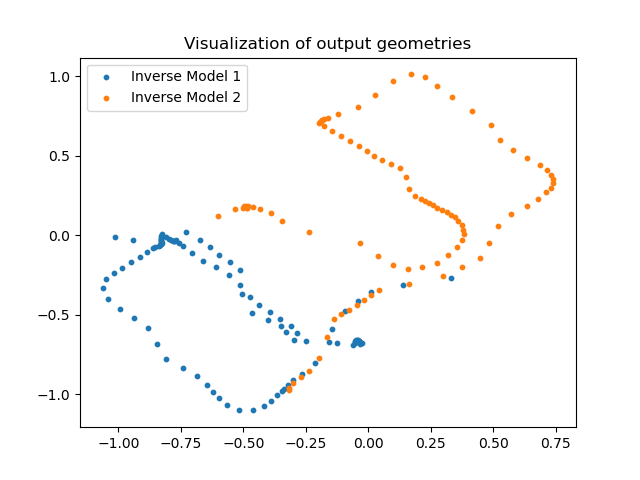 Visualization of output geometries
Inverse Model 1
Inverse Model 2
1.0
0.5
0.0
−0.5
−1.0
−1.00 −0.75 −0.50 −0.25 0.00 0.25 0.50 0.75